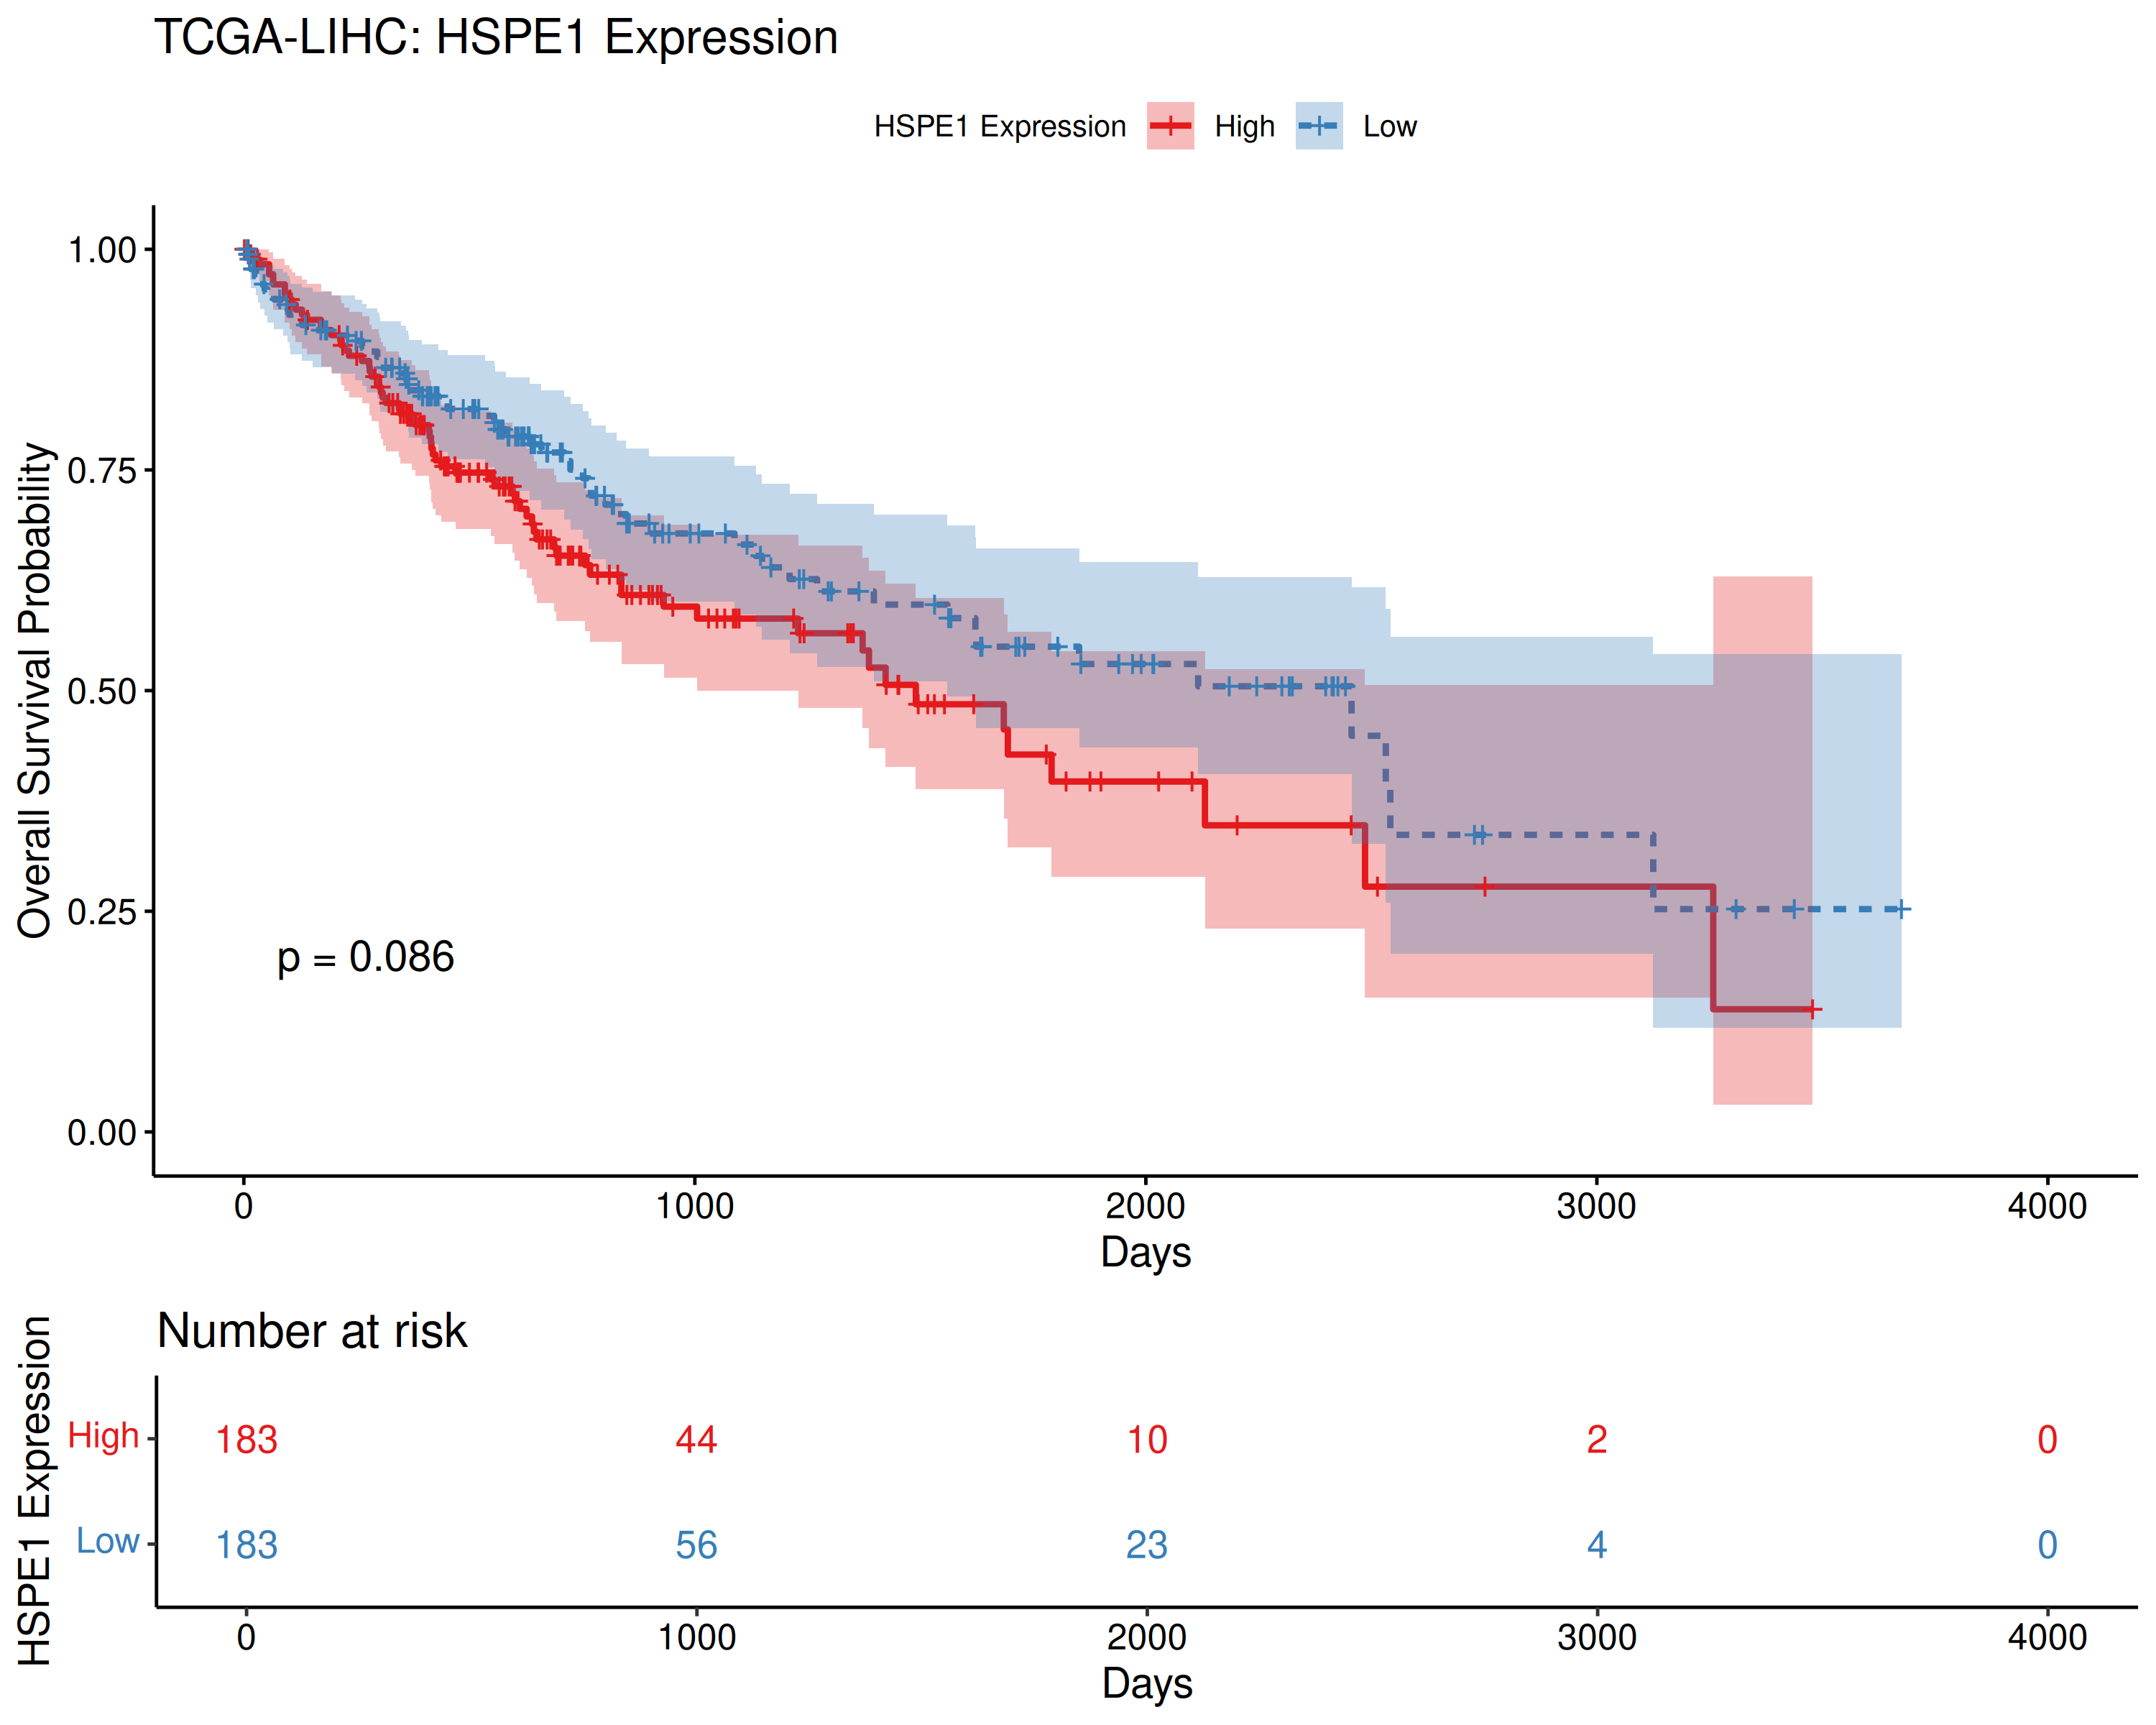 TCGA-LIHC: HSPE1 Expression
HSPE1 Expression High Low
Overall Survival Probability
1.00
0.75
0.50
0.25
0.00
p = 0.086
0 1000 2000 3000 4000
Days
Number at risk
HSPE1 Expression
High 183 44 10 2 0
Low 183 56 23 4 0
0 1000 2000 3000 4000
Days